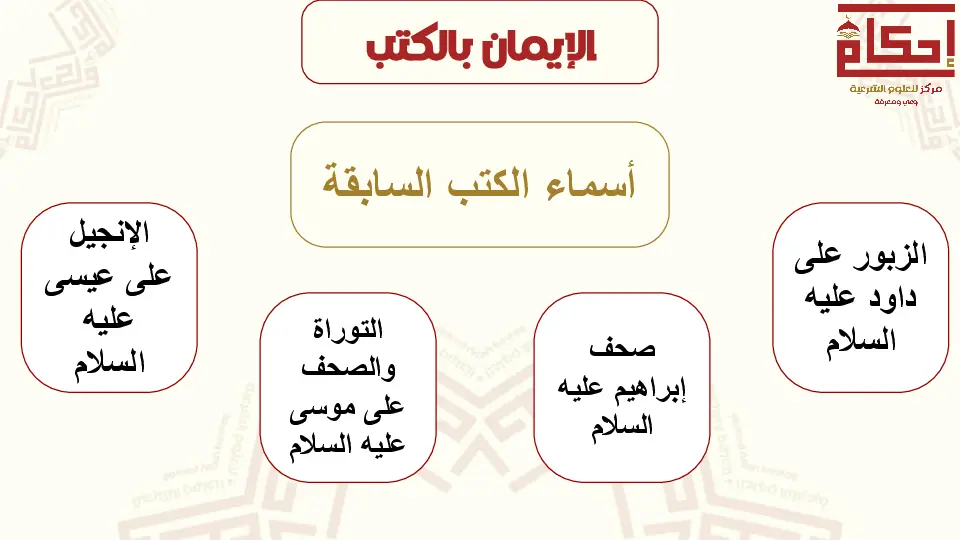 الإيمان بالكتب
إحكام
مركز للعلوم الشرعية
وعي ومعرفة
أسماء الكتب السابقة
الزبور على
داود عليه
السلام
صحف
إبراهيم عليه
السلام
التوراة
والصحف
على موسى
عليه السلام
الإنجيل
على عيسى
عليه
السلام